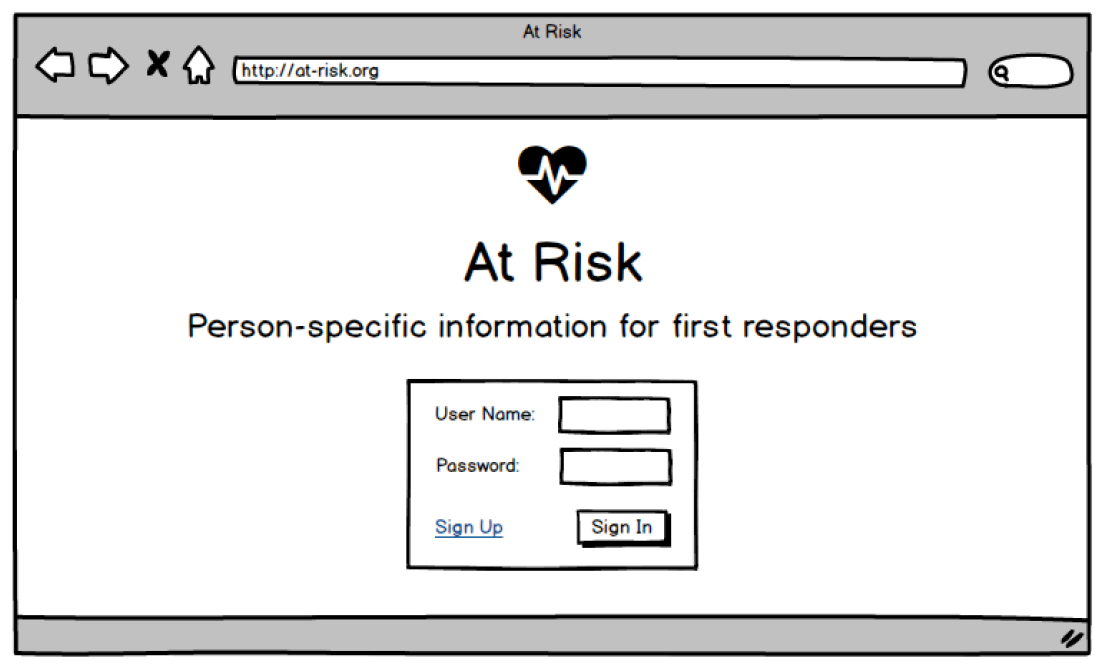 At Risk
http://at-risk.org
At Risk
Person-specific information for first responders
User Name:
Password:
Sign Up
Sign In